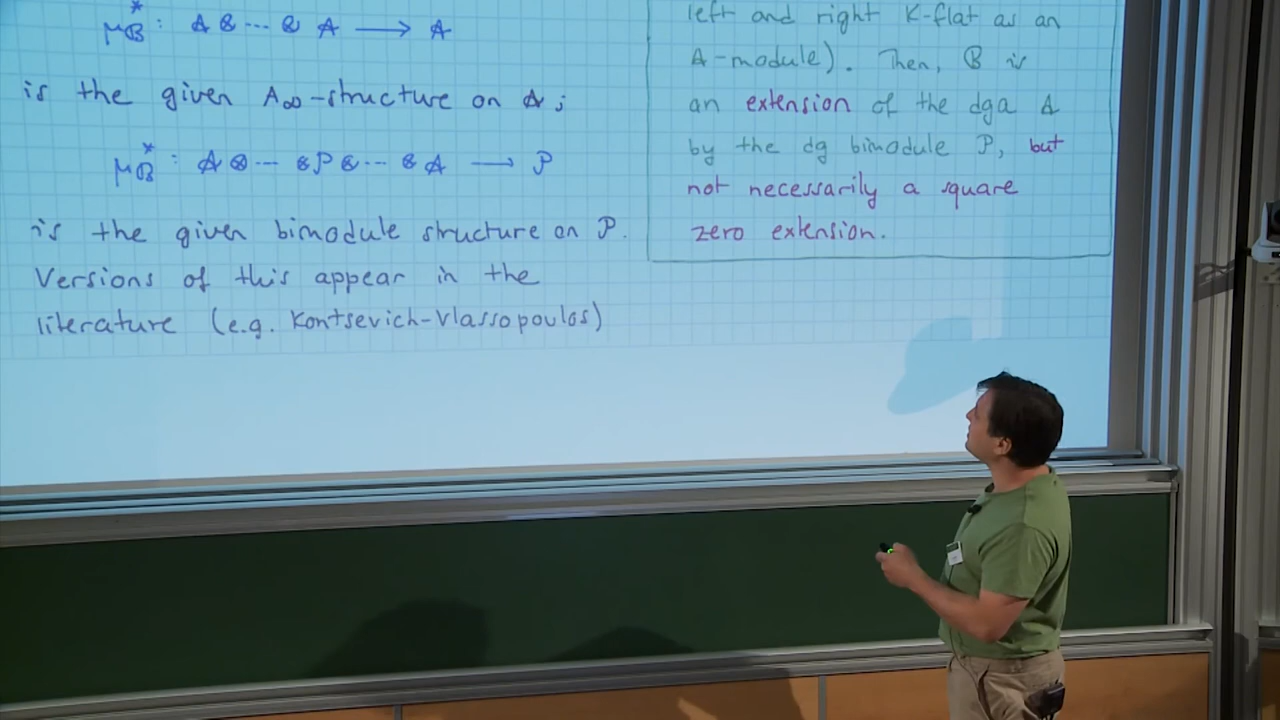 μ*_B : A ⊗ ··· ⊗ A ⟶ A
is the given A∞-structure on A;
μ*_B : A ⊗ ··· ⊗ P ⊗ ··· ⊗ A ⟶ P
is the given bimodule structure on P.
Versions of this appear in the
literature (e.g. Kontsevich-Vlassopoulos)
left and right K-flat as an
A-module). Then, B is
an extension of the dga A
by the dg bimodule P, but
not necessarily a square
zero extension.